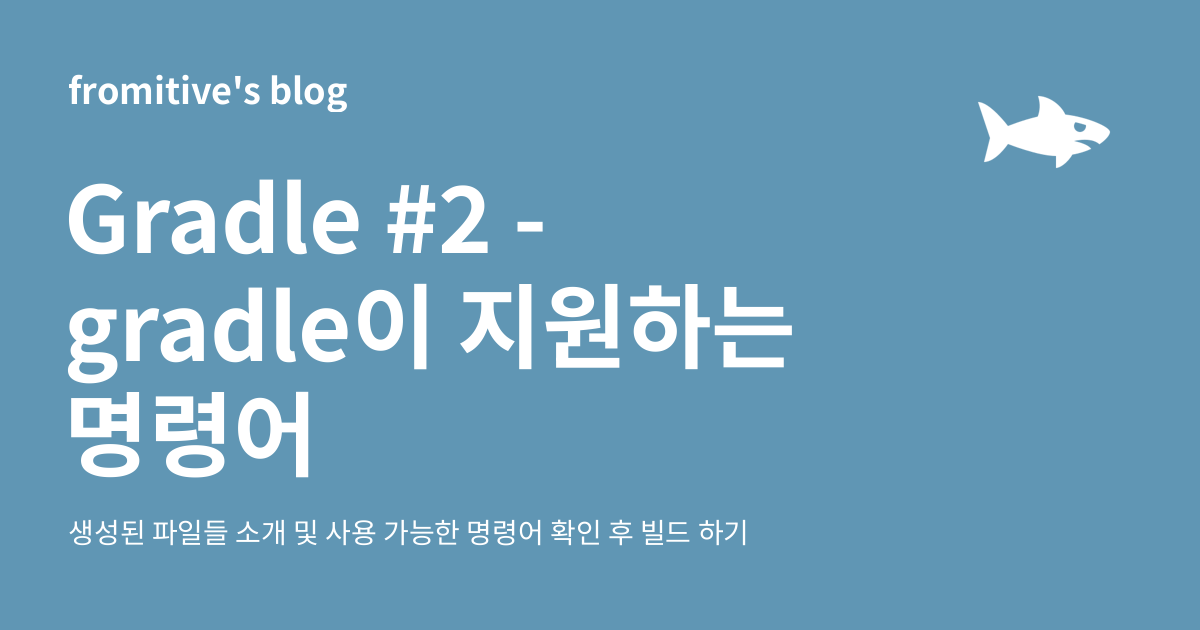 fromitive's blog
Gradle #2 -
gradle이 지원하는
명령어
생성된 파일들 소개 및 사용 가능한 명령어 확인 후 빌드 하기